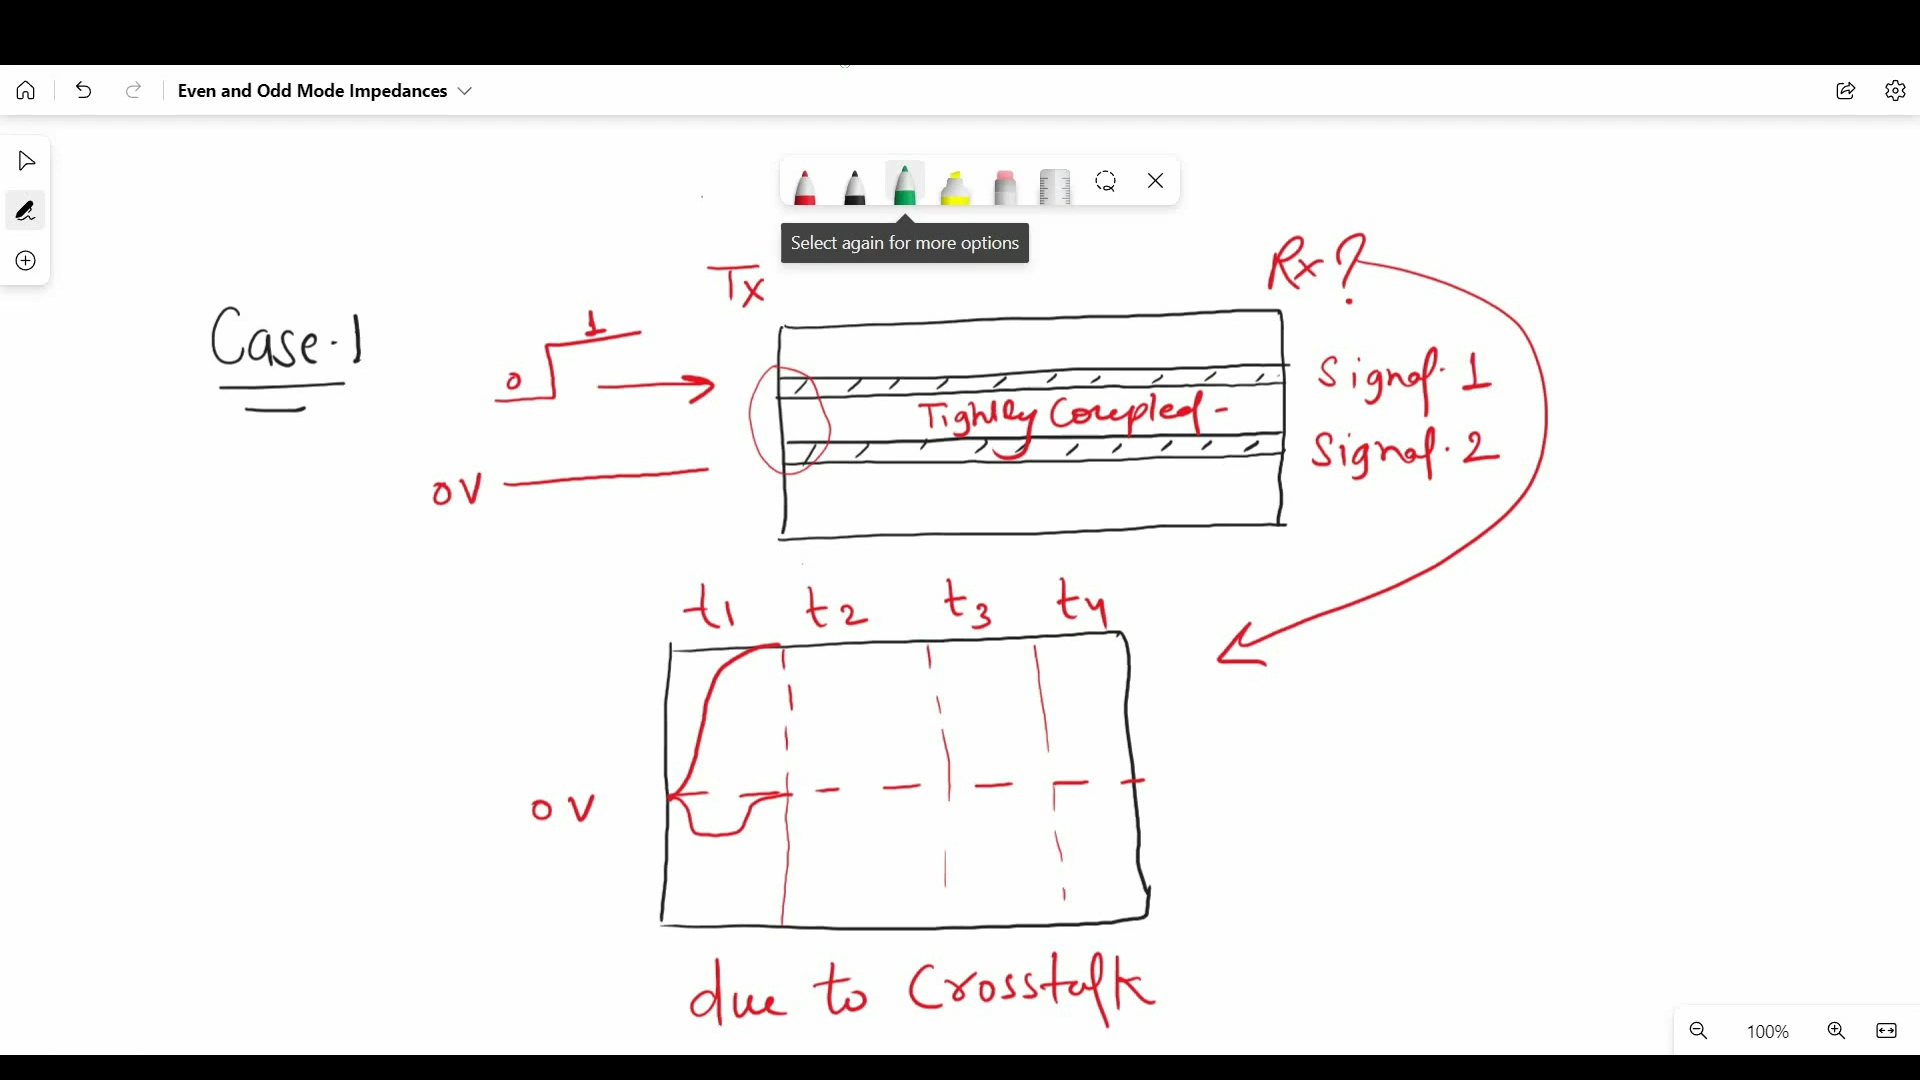 Even and Odd Mode Impedances
Select again for more options
Tx
Rx?
Case.1
0 1
Signal.1
Tightly Coupled-
Signal.2
0V
t1 t2 t3 t4
0V
due to Crosstalk
100%